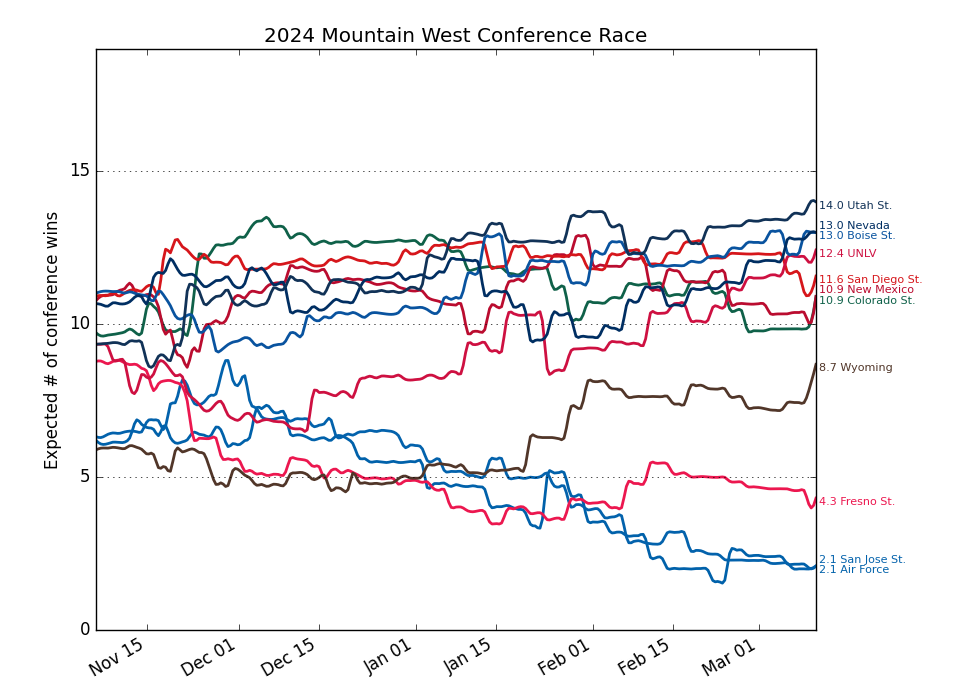 2024 Mountain West Conference Race
Expected # of conference wins
15
10
5
0
14.0 Utah St.
13.0 Nevada
13.0 Boise St.
12.4 UNLV
11.6 San Diego St.
10.9 New Mexico
10.9 Colorado St.
8.7 Wyoming
4.3 Fresno St.
2.1 San Jose St.
2.1 Air Force
Nov 15
Dec 01
Dec 15
Jan 01
Jan 15
Feb 01
Feb 15
Mar 01